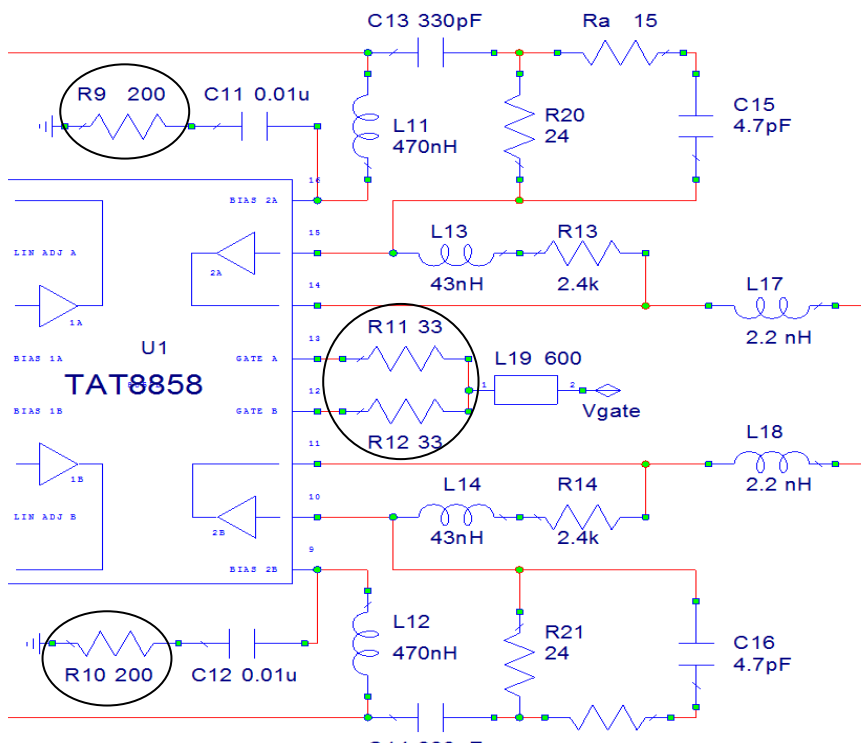 C13 330pF
Ra 15
R9 200
C11 0.01u
L11
470nH
R20
24
C15
4.7pF
16
BIAS 2A
15
L13
43nH
R13
2.4k
LIN ADJ A
2A
14
L17
2.2 nH
1A
13
R11 33
U1
BIAS 1A
GATE A
L19 600
TAT8858
1
2
12
Vgate
BIAS 1B
GATE B
R12 33
11
L18
2.2 nH
1B
L14
43nH
R14
2.4k
10
LIN ADJ B
2B
9
BIAS 2B
L12
470nH
R21
24
C16
4.7pF
R10 200
C12 0.01u